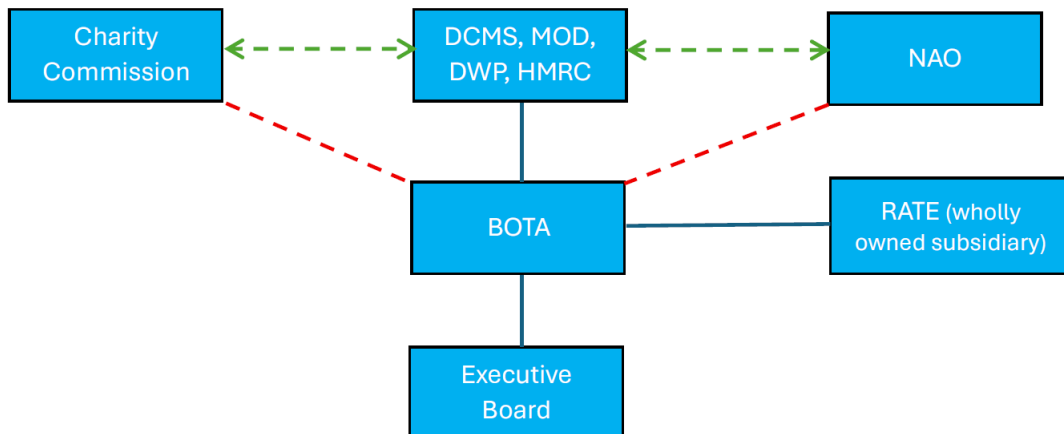 Charity
Commission
DCMS, MOD,
DWP, HMRC
NAO
BOTA
RATE (wholly
owned subsidiary)
Executive
Board